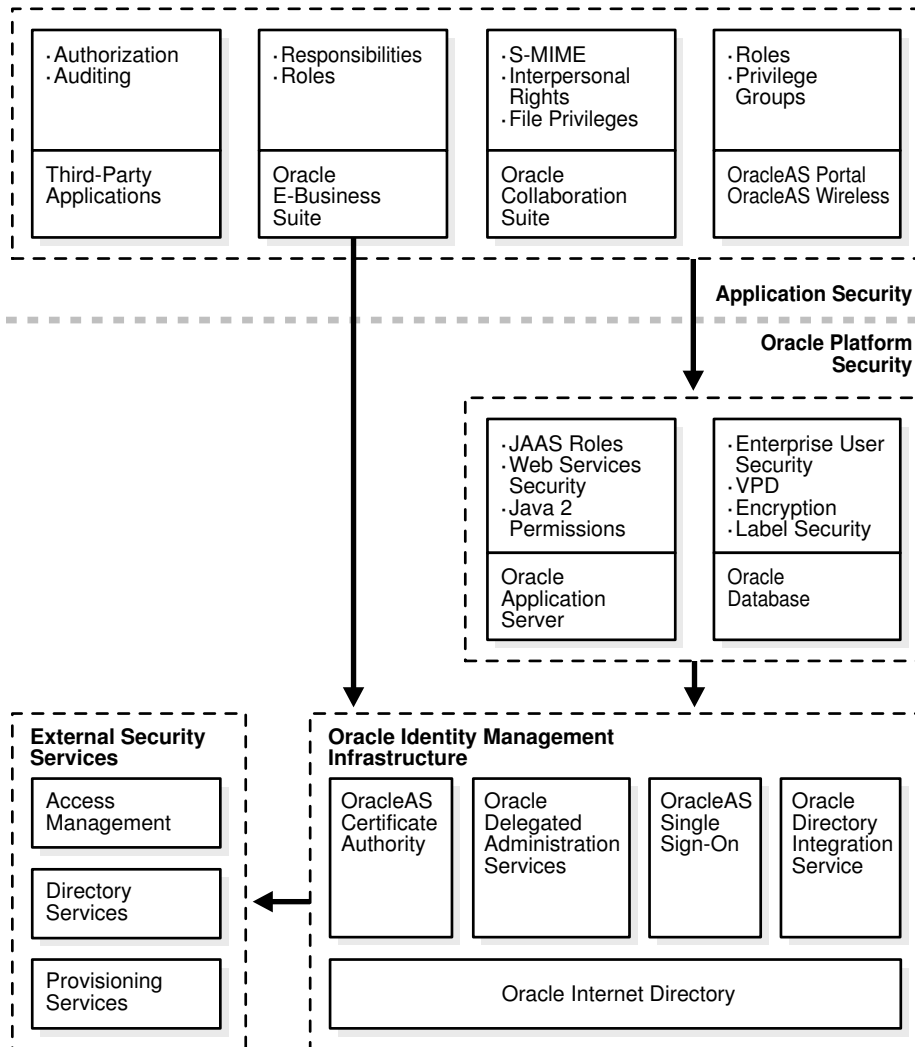 · Authorization
· Auditing
Third-Party
Applications
· Responsibilities
· Roles
Oracle
E-Business
Suite
· S-MIME
· Interpersonal
Rights
· File Privileges
Oracle
Collaboration
Suite
· Roles
· Privilege
Groups
OracleAS Portal
OracleAS Wireless
Application Security
Oracle Platform
Security
· JAAS Roles
· Web Services
Security
· Java 2
Permissions
Oracle
Application
Server
· Enterprise User
Security
· VPD
· Encryption
· Label Security
Oracle
Database
External Security
Services
Access
Management
Directory
Services
Provisioning
Services
Oracle Identity Management
Infrastructure
OracleAS
Certificate
Authority
Oracle
Delegated
Administration
Services
OracleAS
Single
Sign-On
Oracle
Directory
Integration
Service
Oracle Internet Directory